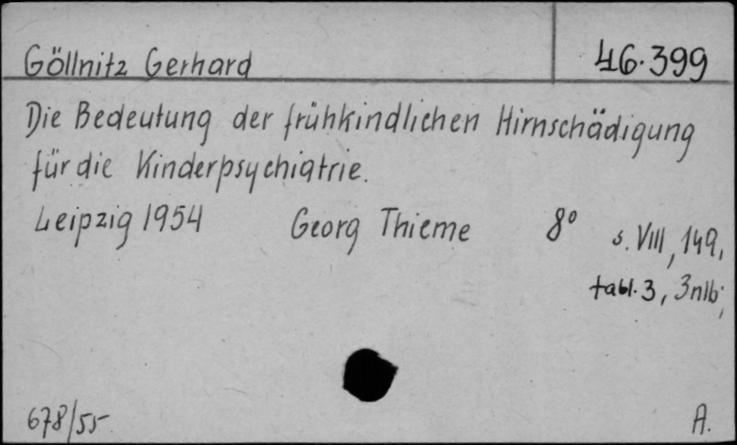 Göllnitz Gerhard 46.399
Die Bedeutung der frühkindlichen Hirnschädigung
für die Kinderpsychiatrie.
Leipzig 1954 Georg Thieme 8° s. VIII, 149,
tabl. 3, 3nlb;
678/55 A.